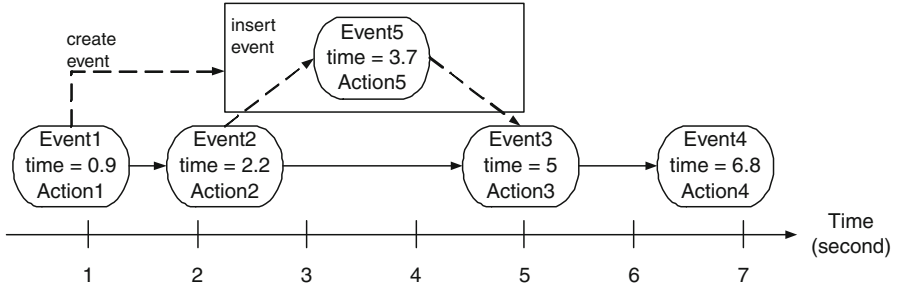 create
event
insert
event
Event5
time = 3.7
Action5
Event1
time = 0.9
Action1
Event2
time = 2.2
Action2
Event3
time = 5
Action3
Event4
time = 6.8
Action4
Time
(second)
1 2 3 4 5 6 7